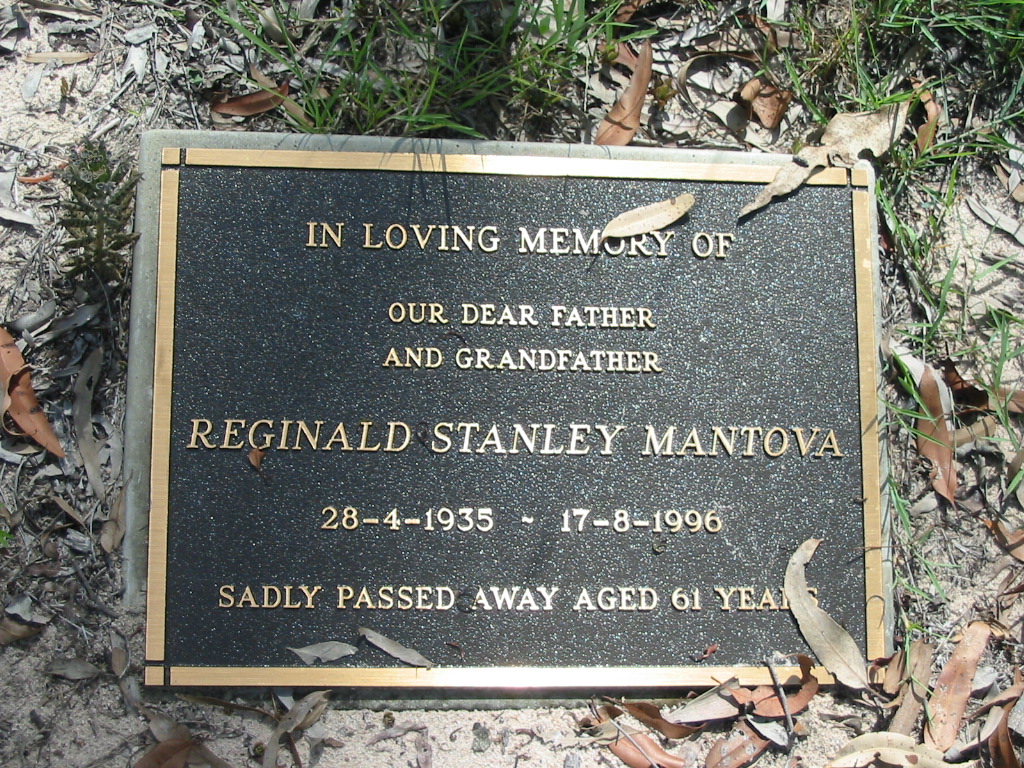 IN LOVING MEMORY OF
OUR DEAR FATHER
AND GRANDFATHER
REGINALD STANLEY MANTOVA
28-4-1935 ~ 17-8-1996
SADLY PASSED AWAY AGED 61 YEARS